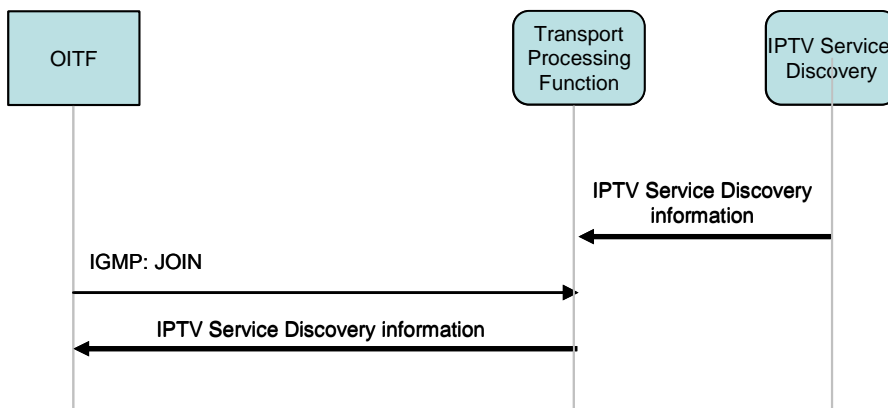 OITF
Transport
Processing
Function
IPTV Service
Discovery
IPTV Service Discovery
information
IGMP: JOIN
IPTV Service Discovery information